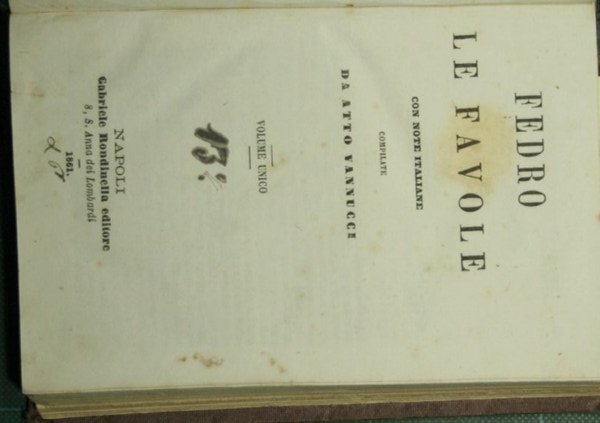 FEDRO
LE FAVOLE
CON NOTE ITALIANE
COMPILATE
DA ATTO VANNUCCI
VOLUME UNICO
13
NAPOLI
Gabriele Rondinella editore
8, S. Anna dei Lombardi
1861.